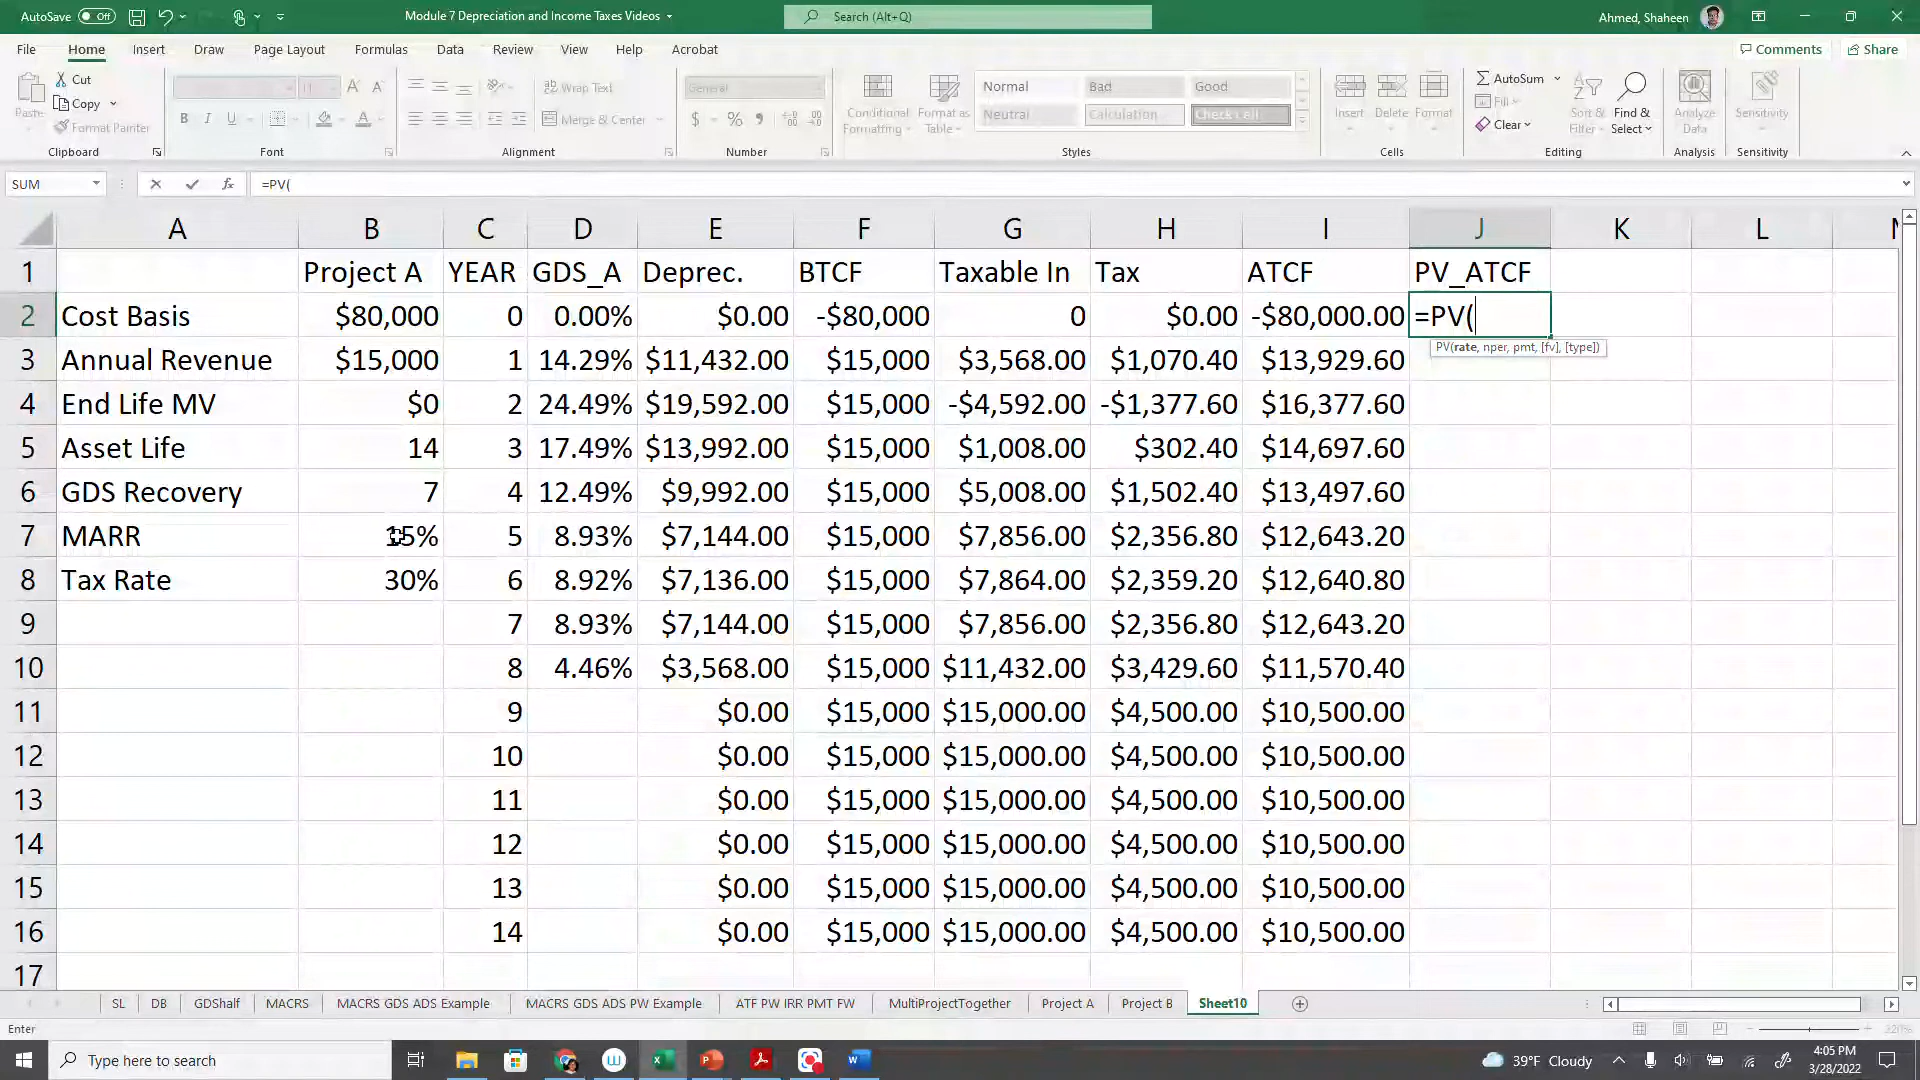 AutoSave Off Module 7 Depreciation and Income Taxes Videos Search (Alt+Q) Ahmed, Shaheen
File Home Insert Draw Page Layout Formulas Data Review View Help Acrobat Comments Share
Paste Cut Copy Format Painter
Clipboard
B I U A A A
Font
Wrap Text
Merge & Center
Alignment
General
$ % 9
Number
Conditional Formatting Format as Table
Normal Bad Good
Neutral Calculation Check Cell
Styles
Insert Delete Format
Cells
AutoSum Fill Clear Sort & Filter Find & Select
Editing
Analyze Data
Analysis
Sensitivity
Sensitivity
SUM fx =PV(
A B C D E F G H I J K L
1 Project A YEAR GDS_A Deprec. BTCF Taxable In Tax ATCF PV_ATCF
2 Cost Basis $80,000 0 0.00% $0.00 -$80,000 0 $0.00 -$80,000.00 =PV(
PV(rate, nper, pmt, [fv], [type])
3 Annual Revenue $15,000 1 14.29% $11,432.00 $15,000 $3,568.00 $1,070.40 $13,929.60
4 End Life MV $0 2 24.49% $19,592.00 $15,000 -$4,592.00 -$1,377.60 $16,377.60
5 Asset Life 14 3 17.49% $13,992.00 $15,000 $1,008.00 $302.40 $14,697.60
6 GDS Recovery 7 4 12.49% $9,992.00 $15,000 $5,008.00 $1,502.40 $13,497.60
7 MARR 15% 5 8.93% $7,144.00 $15,000 $7,856.00 $2,356.80 $12,643.20
8 Tax Rate 30% 6 8.92% $7,136.00 $15,000 $7,864.00 $2,359.20 $12,640.80
9 7 8.93% $7,144.00 $15,000 $7,856.00 $2,356.80 $12,643.20
10 8 4.46% $3,568.00 $15,000 $11,432.00 $3,429.60 $11,570.40
11 9 $0.00 $15,000 $15,000.00 $4,500.00 $10,500.00
12 10 $0.00 $15,000 $15,000.00 $4,500.00 $10,500.00
13 11 $0.00 $15,000 $15,000.00 $4,500.00 $10,500.00
14 12 $0.00 $15,000 $15,000.00 $4,500.00 $10,500.00
15 13 $0.00 $15,000 $15,000.00 $4,500.00 $10,500.00
16 14 $0.00 $15,000 $15,000.00 $4,500.00 $10,500.00
17
SL DB GDShalf MACRS MACRS GDS ADS Example MACRS GDS ADS PW Example ATF PW IRR PMT FW MultiProjectTogether Project A Project B Sheet10
Enter
Type here to search 39°F Cloudy 4:05 PM
3/28/2022